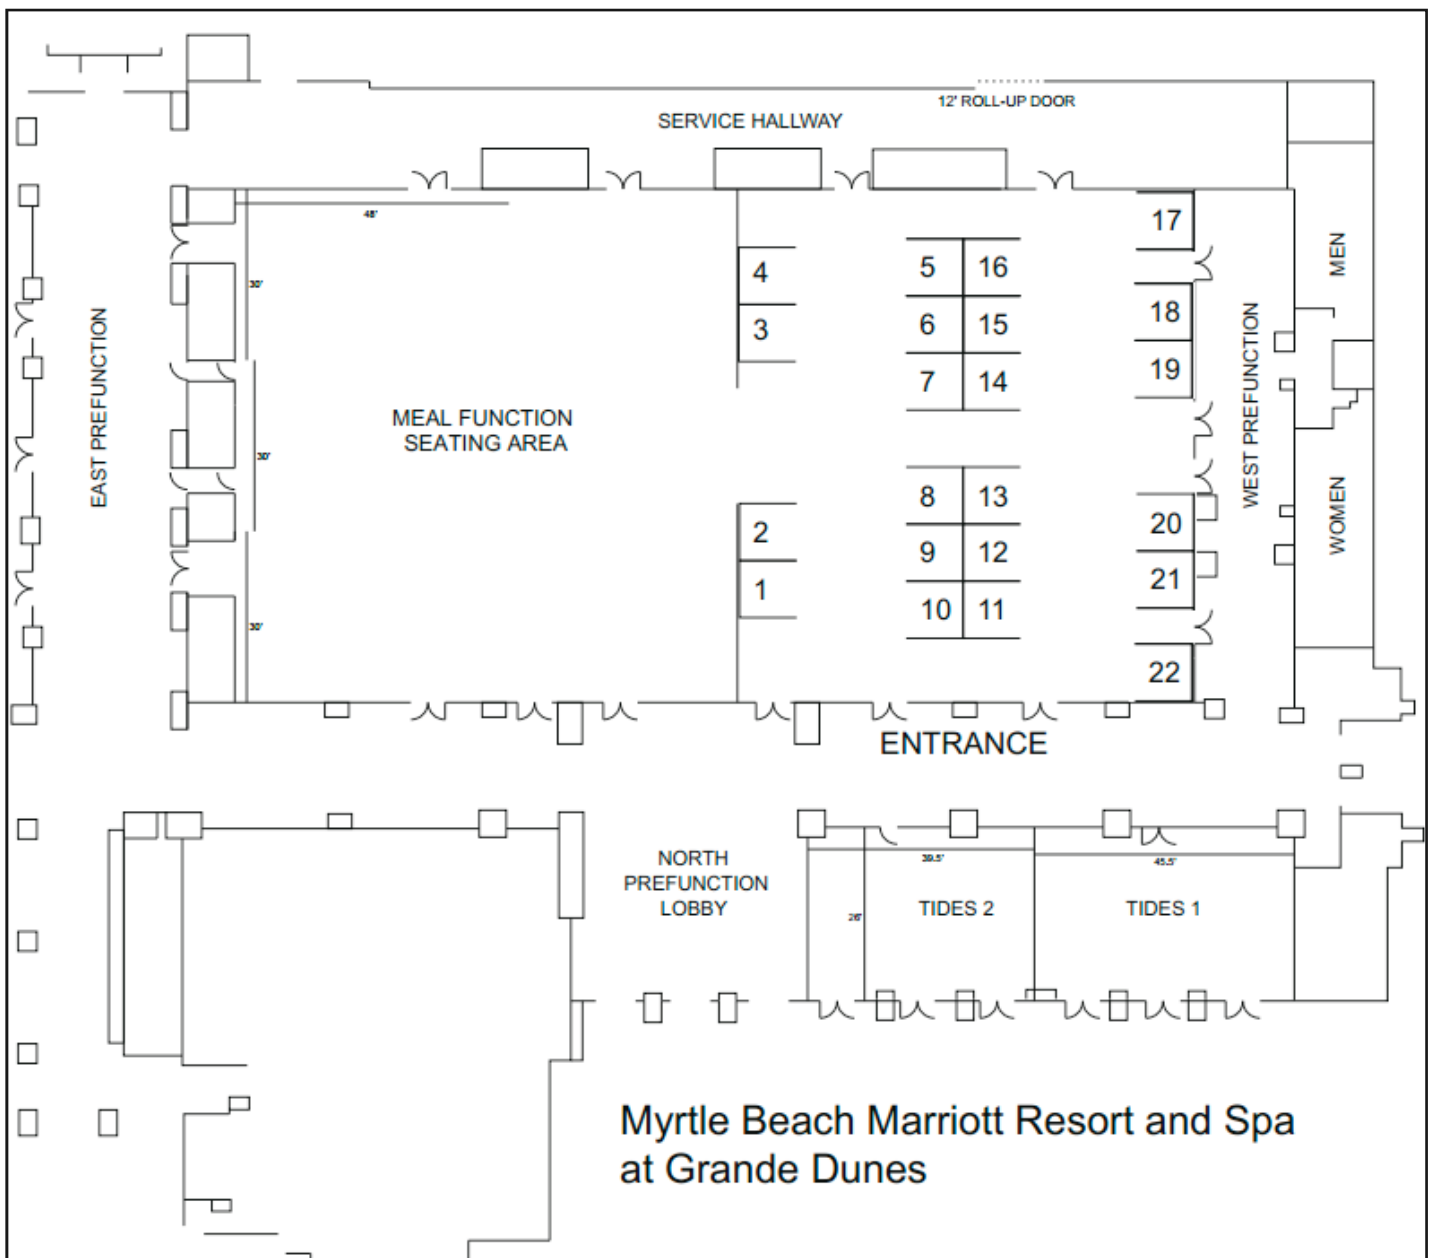 12' ROLL-UP DOOR
SERVICE HALLWAY
48'
17
4
5
16
MEN
30'
3
6
15
18
EAST PREFUNCTION
WEST PREFUNCTION
7
14
19
MEAL FUNCTION
SEATING AREA
30'
8
13
2
9
12
20
WOMEN
1
10
11
21
30'
22
ENTRANCE
NORTH
PREFUNCTION
LOBBY
39.5'
45.5'
26'
TIDES 2
TIDES 1
Myrtle Beach Marriott Resort and Spa
at Grande Dunes